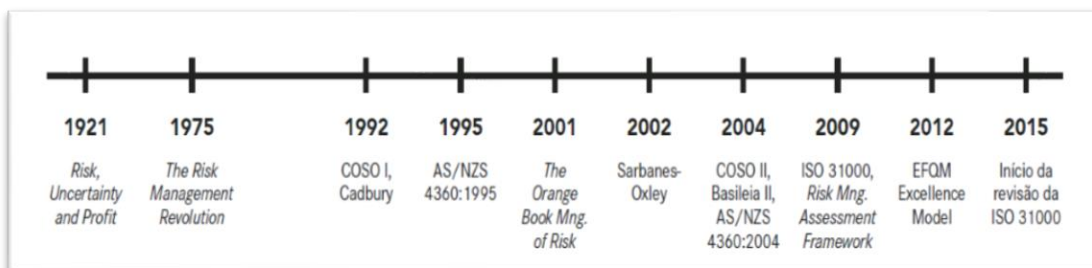 1921
Risk,
Uncertainty
and Profit
1975
The Risk
Management
Revolution
1992
COSO I,
Cadbury
1995
AS/NZS
4360:1995
2001
The
Orange
Book Mng.
of Risk
2002
Sarbanes-
Oxley
2004
COSO II,
Basileia II,
AS/NZS
4360:2004
2009
ISO 31000,
Risk Mng.
Assessment
Framework
2012
EFQM
Excellence
Model
2015
Início da
revisão da
ISO 31000